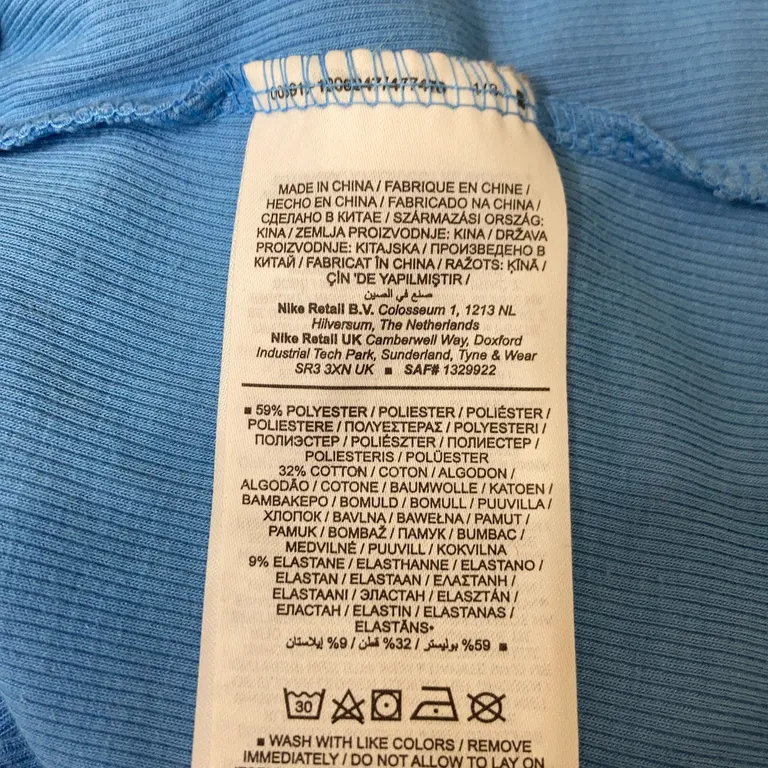 MADE IN CHINA / FABRIQUE EN CHINE /
HECHO EN CHINA / FABRICADO NA CHINA /
СДЕЛАНО В КИТАЕ / SZÁRMAZÁSI ORSZÁG:
KINA / ZEMLJA PROIZVODNJE: KINA / DRŽAVA
PROIZVODNJE: KITAJSKA / ПРОИЗВЕДЕНО В
КИТАЙ / FABRICAT ÎN CHINA / RAŽOTS: ĶĪNĀ /
ÇİN 'DE YAPILMIŞTIR /
صنع في الصين
Nike Retail B.V. Colosseum 1, 1213 NL
Hilversum, The Netherlands
Nike Retail UK Camberwell Way, Doxford
Industrial Tech Park, Sunderland, Tyne & Wear
SR3 3XN UK ■ SAF# 1329922
■ 59% POLYESTER / POLIESTER / POLIÉSTER /
POLIESTERE / ΠΟΛΥΕΣΤΕΡΑΣ / POLYESTERI /
ПОЛИЭСТЕР / POLIÉSZTER / ПОЛИЕСТЕР /
POLIESTERIS / POLÜESTER
32% COTTON / COTON / ALGODON /
ALGODÃO / COTONE / BAUMWOLLE / KATOEN /
ΒΑΜΒΑΚΕΡΟ / BOMULD / BOMULL / PUUVILLA /
ХЛОПОК / BAVLNA / BAWEŁNA / PAMUT /
PAMUK / BOMBAŽ / ПАМУК / BUMBAC /
MEDVILNĖ / PUUVILL / KOKVILNA
9% ELASTANE / ELASTHANNE / ELASTANO /
ELASTAN / ELASTAAN / ΕΛΑΣΤΑΝΗ /
ELASTAANI / ЭЛАСТАН / ELASZTÁN /
ЕЛАСТАН / ELASTIN / ELASTANAS /
ELASTĀNS•
59% بوليستر / 32% قطن / 9% إيلاستان ■
30
■ WASH WITH LIKE COLORS / REMOVE
IMMEDIATELY / DO NOT ALLOW TO LAY ON